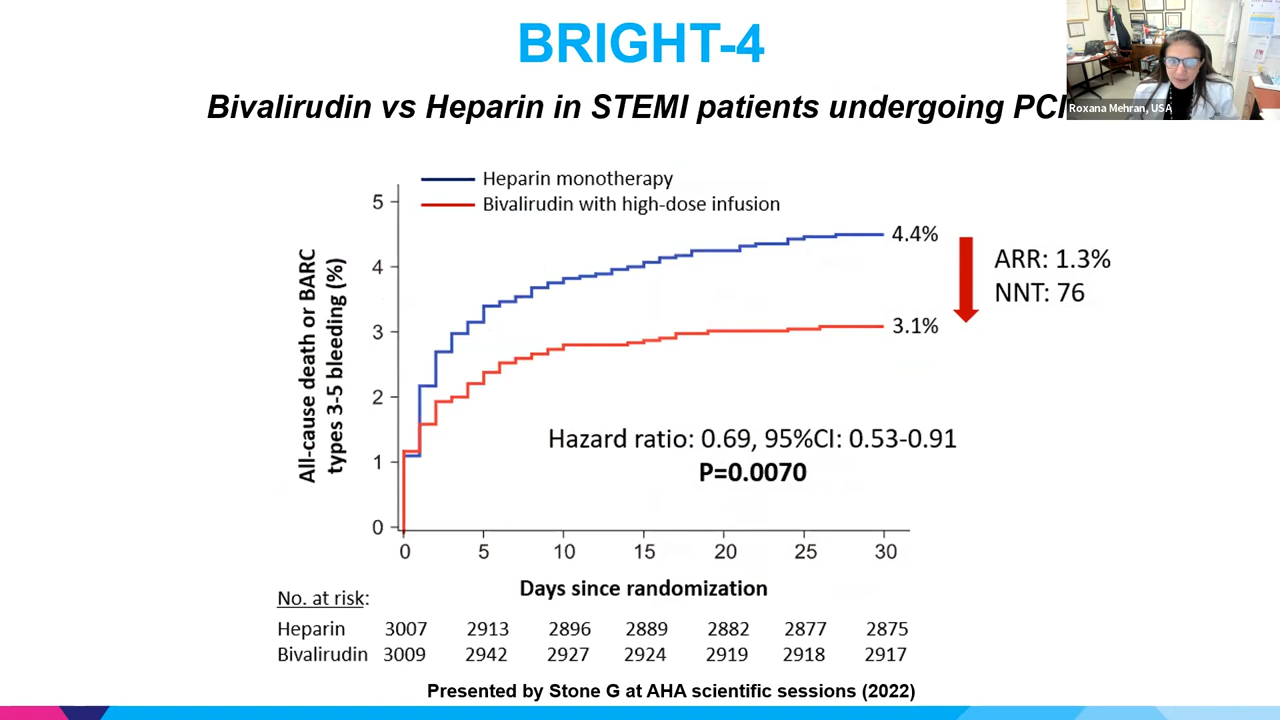 BRIGHT-4
Bivalirudin vs Heparin in STEMI patients undergoing PCI
Roxana Mehran, USA
Heparin monotherapy
Bivalirudin with high-dose infusion
All-cause death or BARC
types 3-5 bleeding (%)
5
4
3
2
1
0
4.4%
3.1%
ARR: 1.3%
NNT: 76
Hazard ratio: 0.69, 95%CI: 0.53-0.91
P=0.0070
0 5 10 15 20 25 30
Days since randomization
No. at risk:
Heparin 3007 2913 2896 2889 2882 2877 2875
Bivalirudin 3009 2942 2927 2924 2919 2918 2917
Presented by Stone G at AHA scientific sessions (2022)